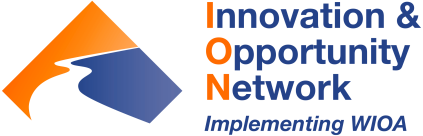 Innovation &
Opportunity
Network
Implementing WIOA